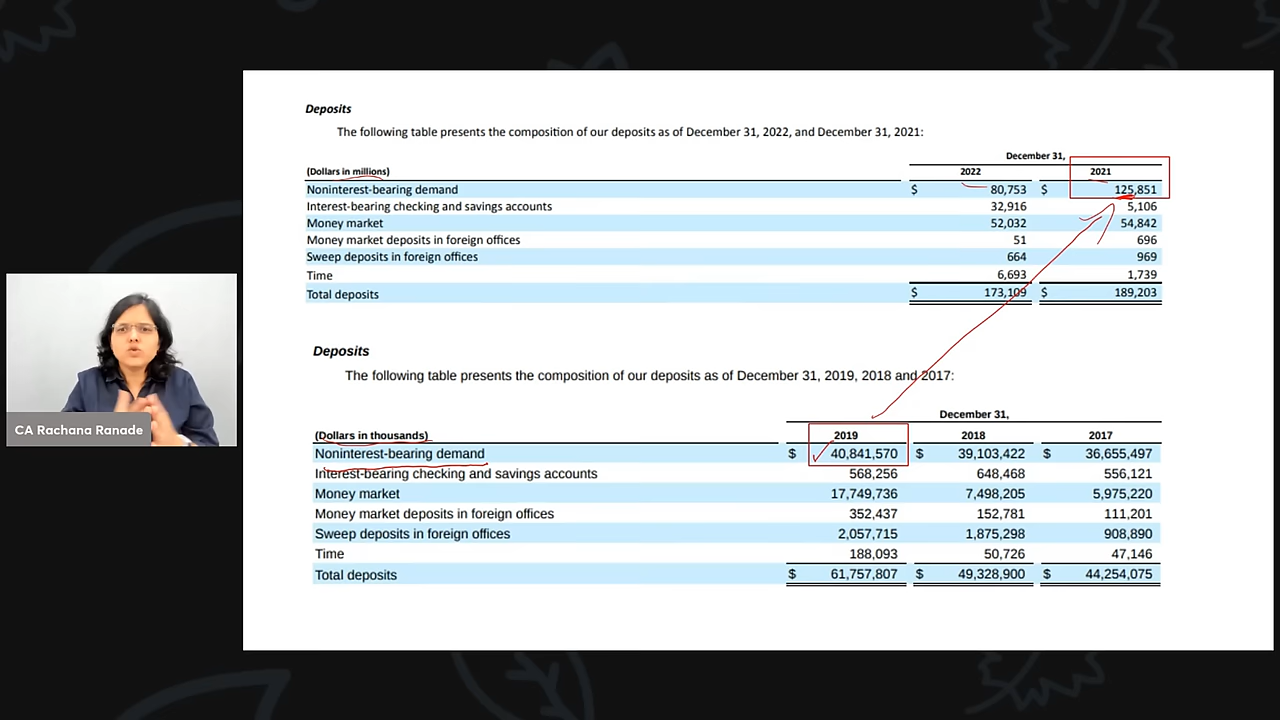 Deposits
The following table presents the composition of our deposits as of December 31, 2022, and December 31, 2021:
December 31,
(Dollars in millions) 2022 2021
Noninterest-bearing demand $ 80,753 $ 125,851
Interest-bearing checking and savings accounts 32,916 5,106
Money market 52,032 54,842
Money market deposits in foreign offices 51 696
Sweep deposits in foreign offices 664 969
Time 6,693 1,739
Total deposits $ 173,109 $ 189,203
Deposits
The following table presents the composition of our deposits as of December 31, 2019, 2018 and 2017:
December 31,
(Dollars in thousands) 2019 2018 2017
Noninterest-bearing demand $ 40,841,570 $ 39,103,422 $ 36,655,497
Interest-bearing checking and savings accounts 568,256 648,468 556,121
Money market 17,749,736 7,498,205 5,975,220
Money market deposits in foreign offices 352,437 152,781 111,201
Sweep deposits in foreign offices 2,057,715 1,875,298 908,890
Time 188,093 50,726 47,146
Total deposits $ 61,757,807 $ 49,328,900 $ 44,254,075
CA Rachana Ranade